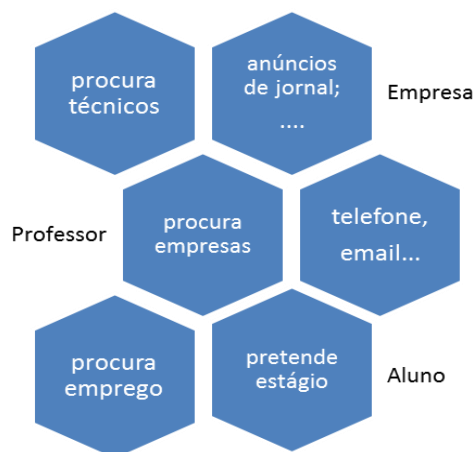 procura
técnicos
anúncios
de jornal;
....
Empresa
Professor
procura
empresas
telefone,
email...
procura
emprego
pretende
estágio
Aluno